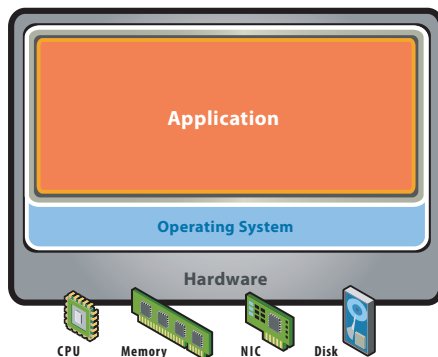 Application
Operating System
Hardware
CPU Memory NIC Disk